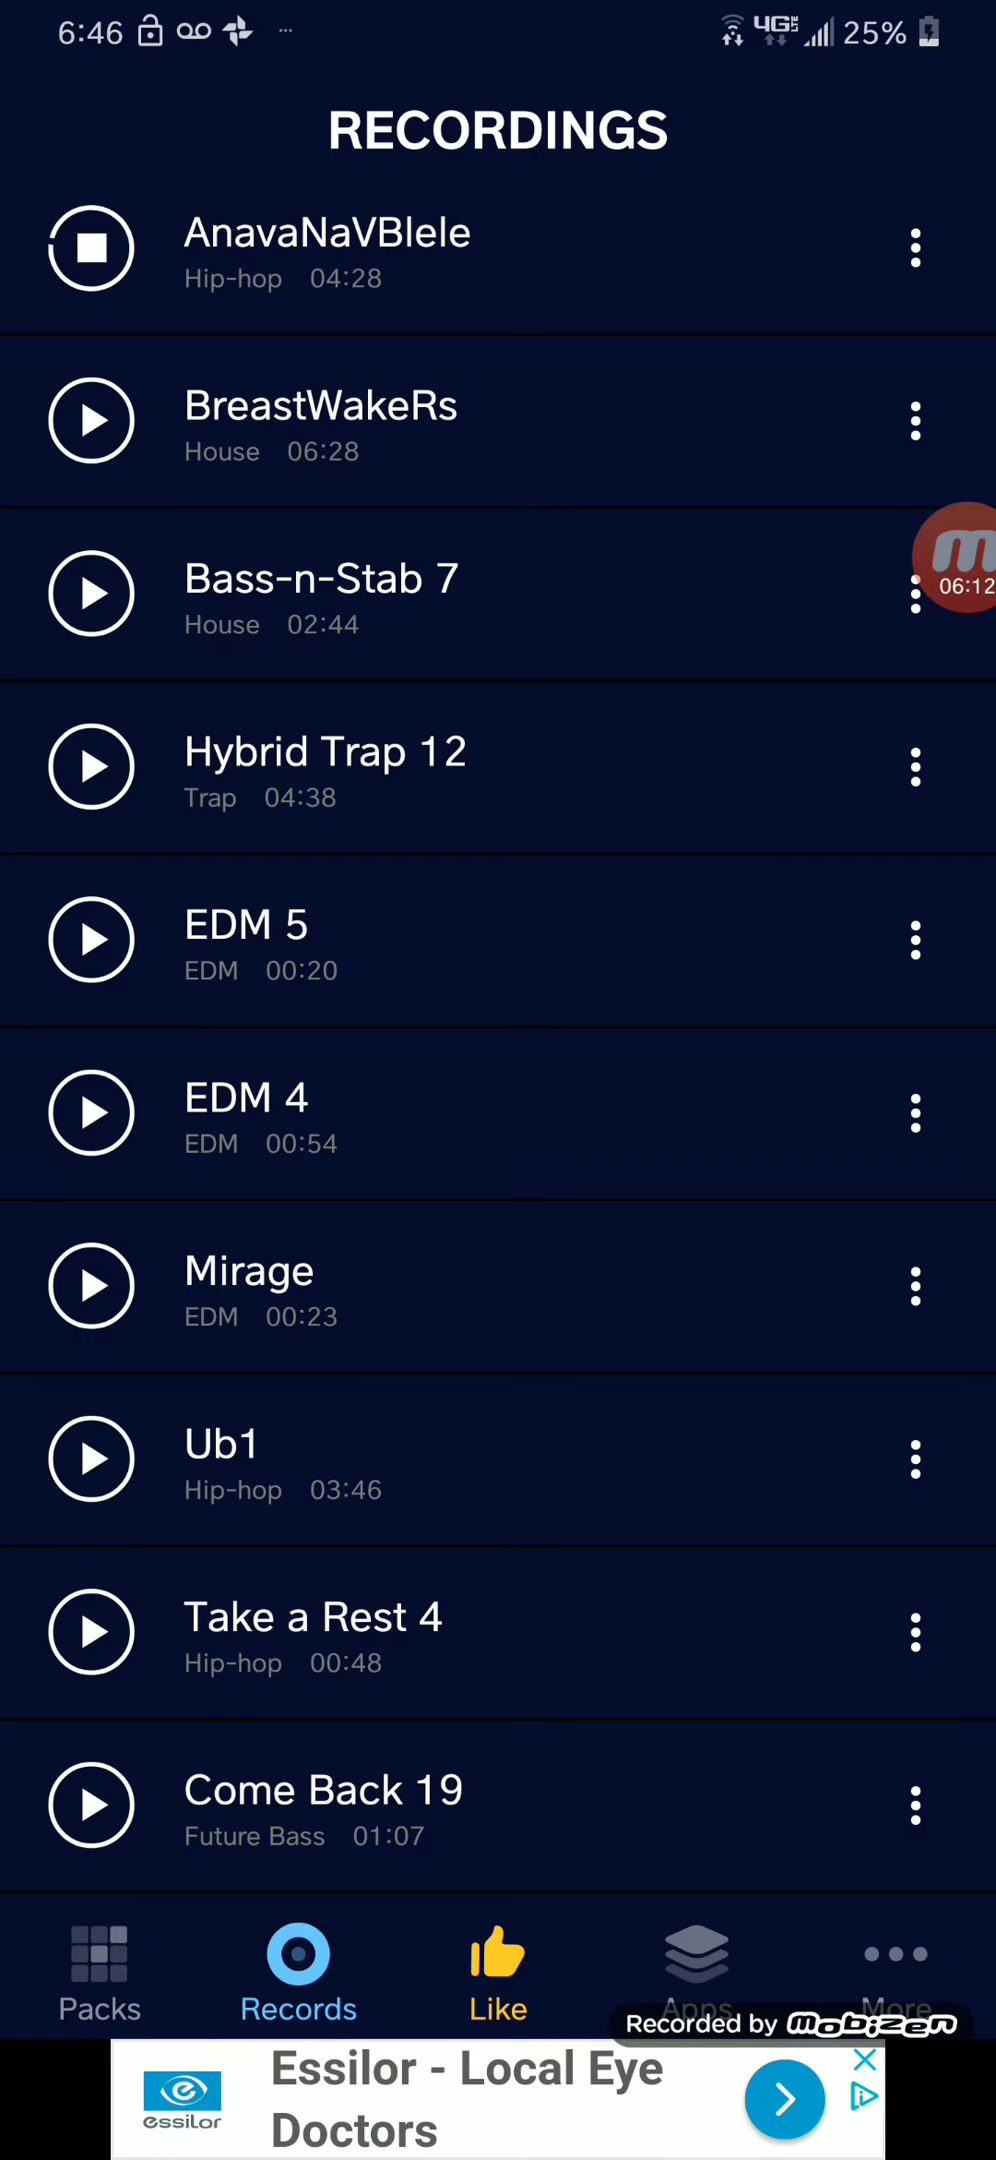 6:46 4G LTE 25%
RECORDINGS
AnavaNaVBlele
Hip-hop 04:28
BreastWakeRs
House 06:28
Bass-n-Stab 7
House 02:44
06:12
Hybrid Trap 12
Trap 04:38
EDM 5
EDM 00:20
EDM 4
EDM 00:54
Mirage
EDM 00:23
Ub1
Hip-hop 03:46
Take a Rest 4
Hip-hop 00:48
Come Back 19
Future Bass 01:07
Packs Records Like Apps More
Recorded by mobizen
essilor
Essilor - Local Eye
Doctors